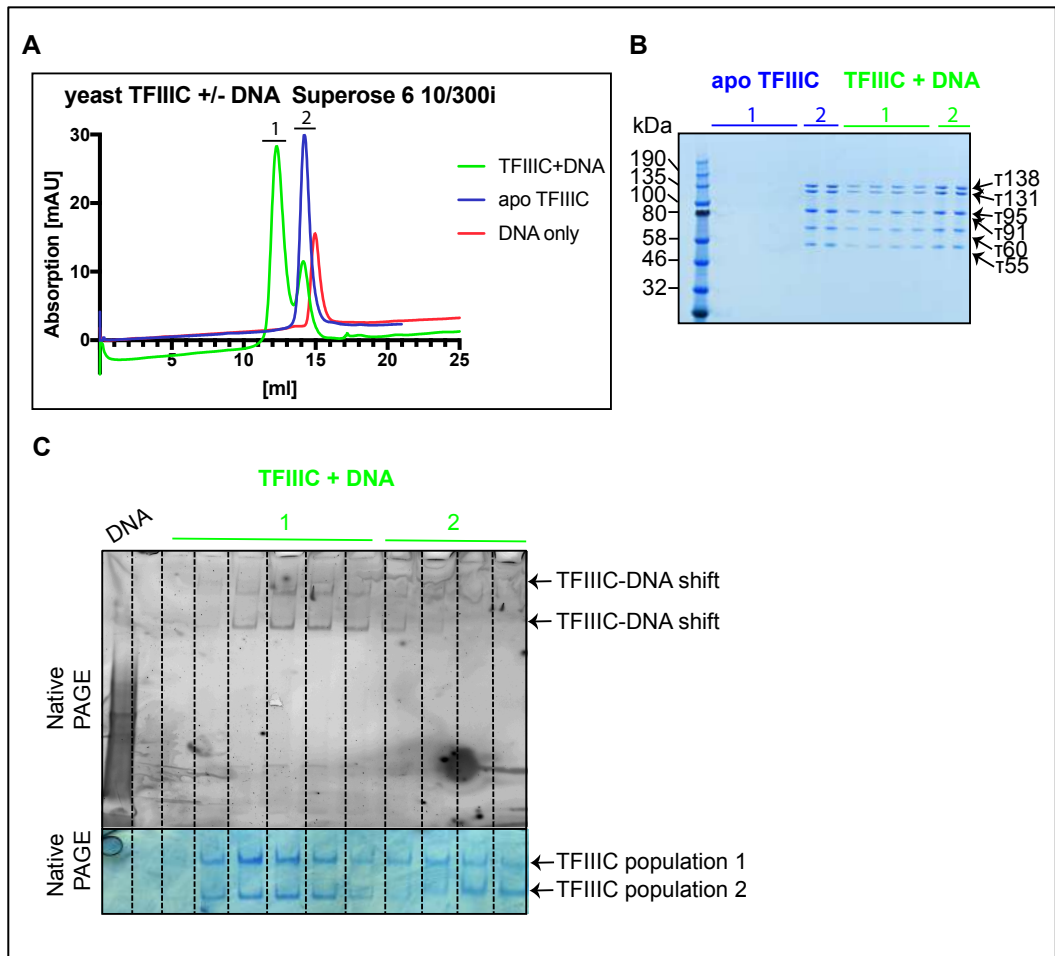 A
yeast TFIIIC +/- DNA Superose 6 10/300i
1
2
30
20
10
0
5
10
15
20
25
Absorption [mAU]
[ml]
TFIIIC+DNA
apo TFIIIC
DNA only
B
apo TFIIIC
TFIIIC + DNA
1
2
1
2
kDa
190
135
100
80
58
46
32
τ138
τ131
τ95
τ91
τ60
τ55
C
TFIIIC + DNA
DNA
1
2
Native
PAGE
TFIIIC-DNA shift
TFIIIC-DNA shift
Native
PAGE
TFIIIC population 1
TFIIIC population 2